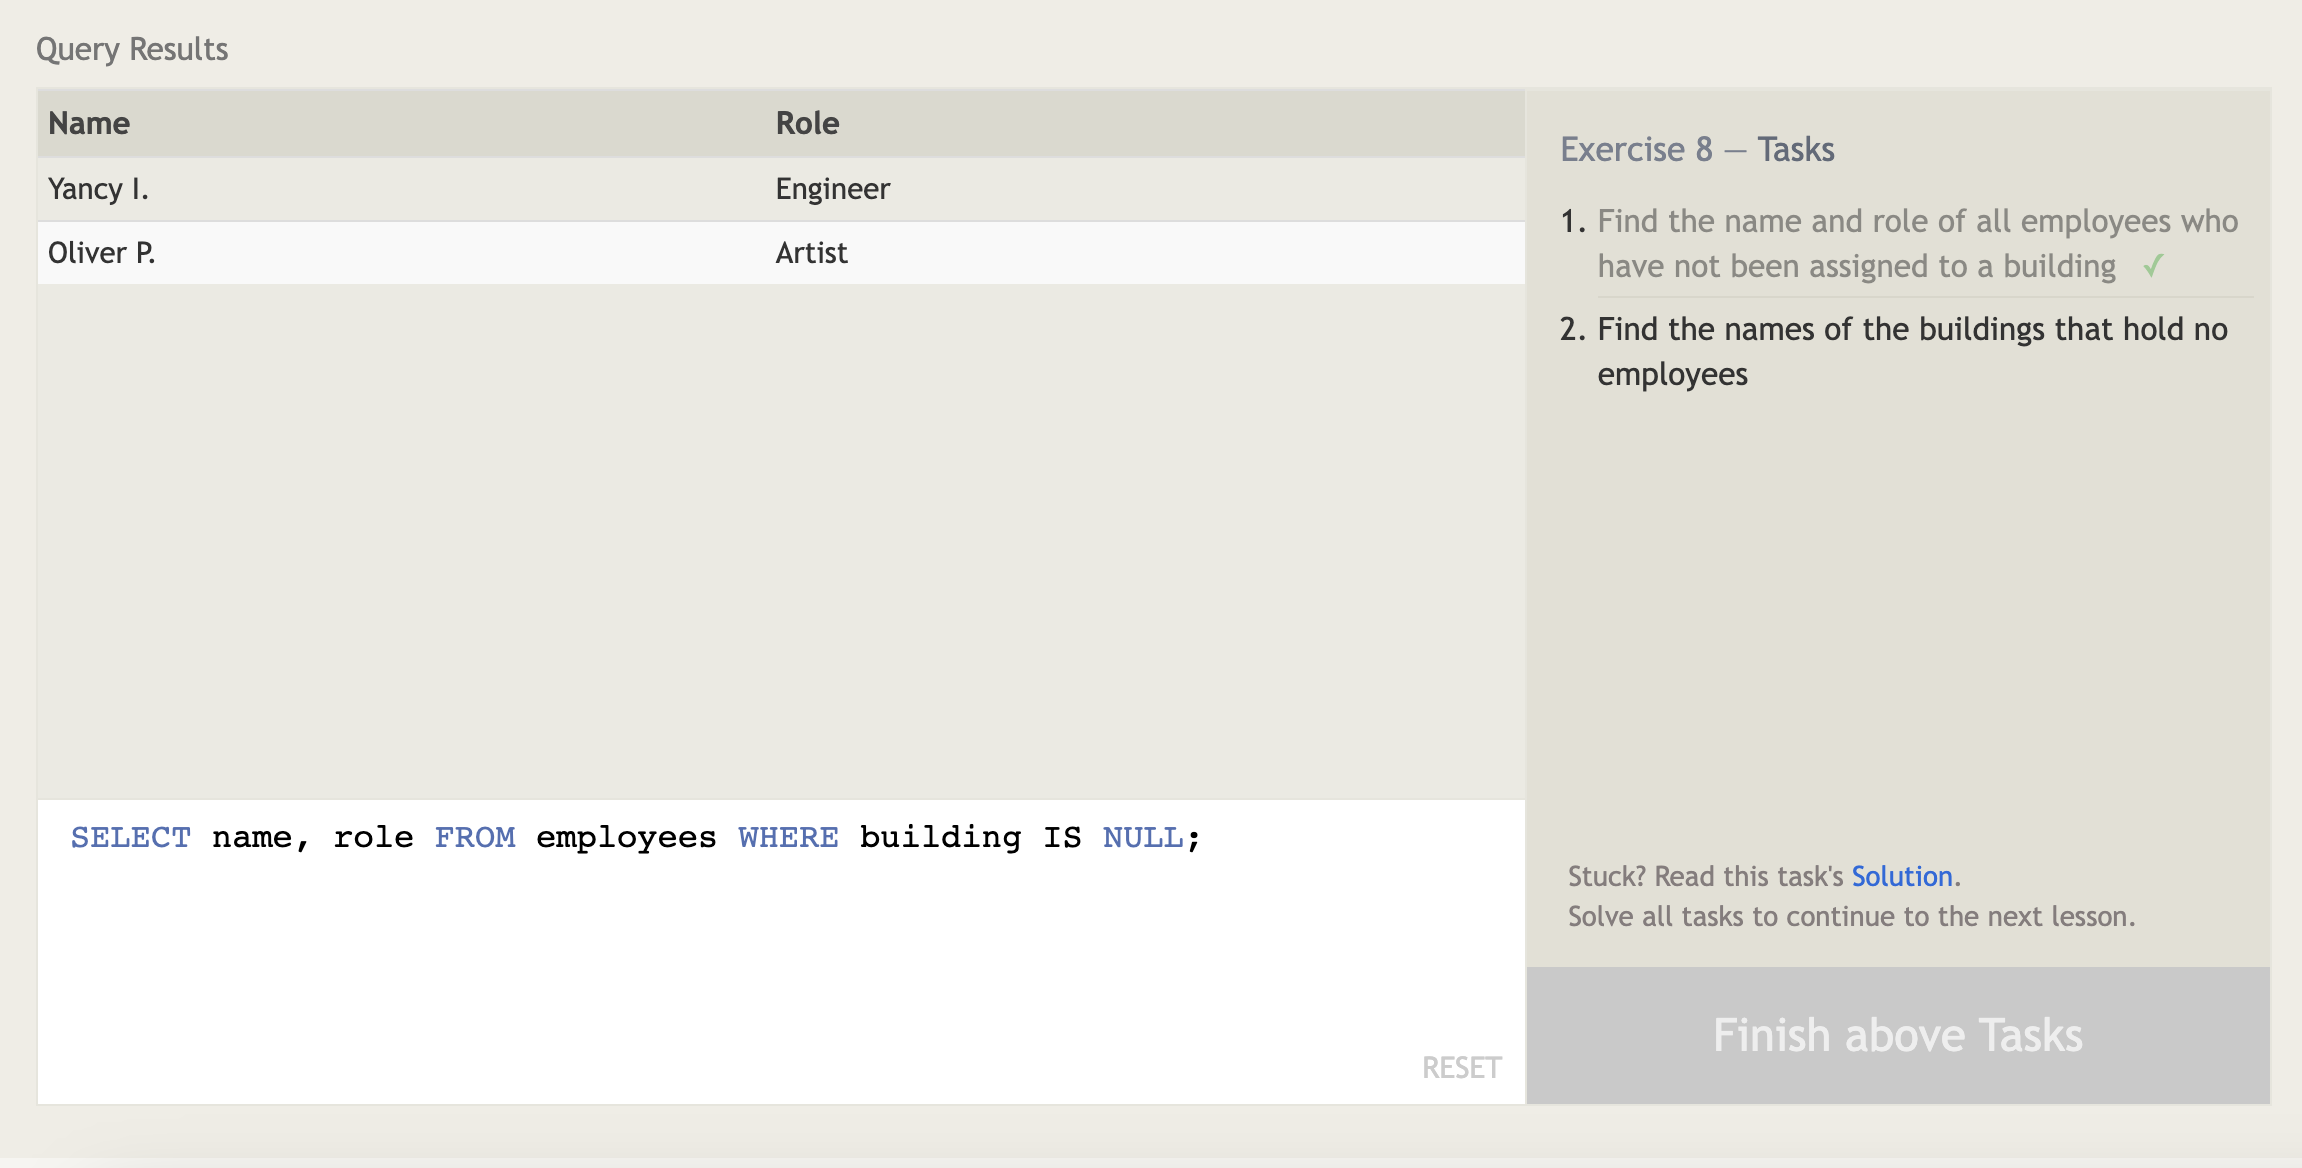 Query Results
Name Role
Yancy I. Engineer
Oliver P. Artist
SELECT name, role FROM employees WHERE building IS NULL;
RESET
Exercise 8 — Tasks
1. Find the name and role of all employees who
have not been assigned to a building ✓
2. Find the names of the buildings that hold no
employees
Stuck? Read this task's Solution.
Solve all tasks to continue to the next lesson.
Finish above Tasks